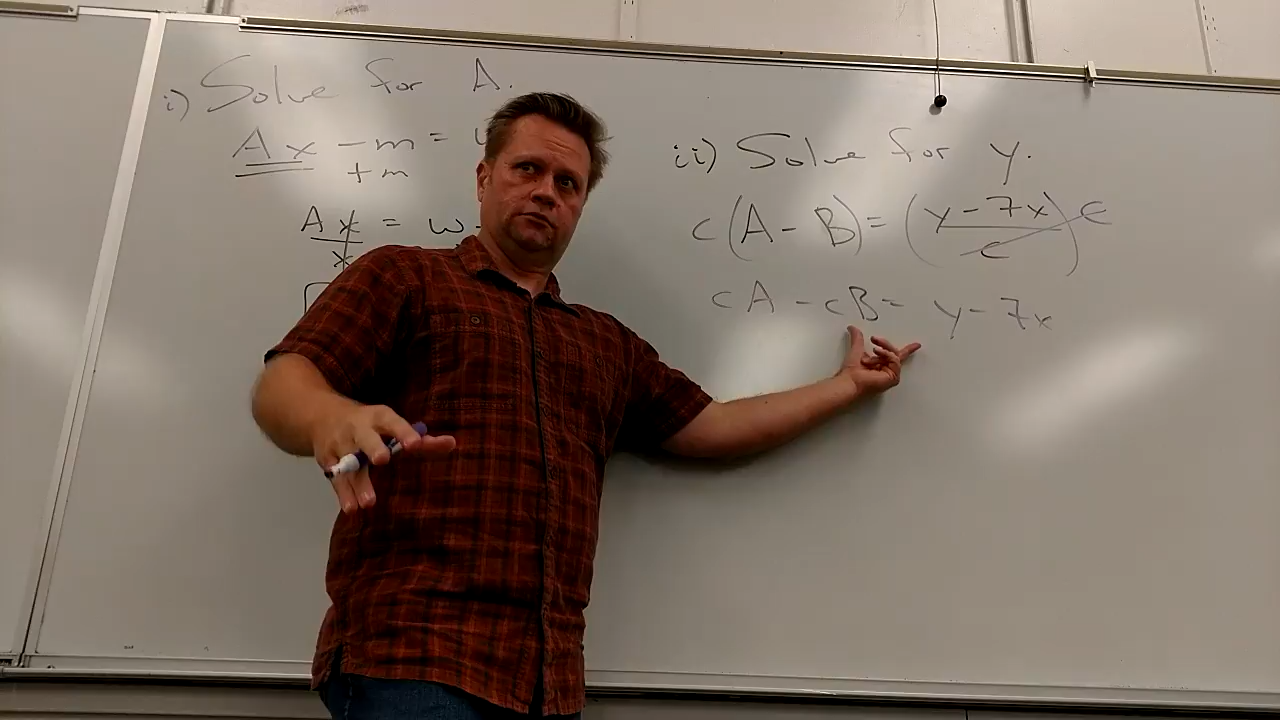 i) Solve for A.
Ax - m =
+m
Ax = w
x
ii) Solve for y.
c(A - B) = (y - 7x)c
c
cA - cB = y - 7x